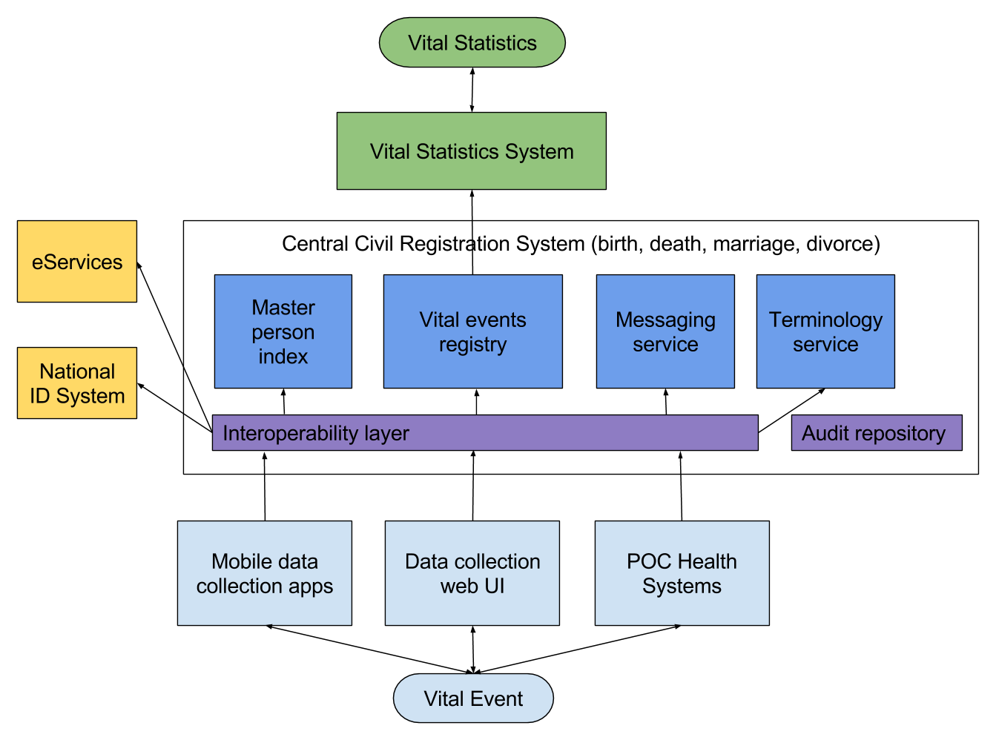 Vital Statistics
Vital Statistics System
Central Civil Registration System (birth, death, marriage, divorce)
eServices
National
ID System
Master
person
index
Vital events
registry
Messaging
service
Terminology
service
Interoperability layer
Audit repository
Mobile data
collection apps
Data collection
web UI
POC Health
Systems
Vital Event